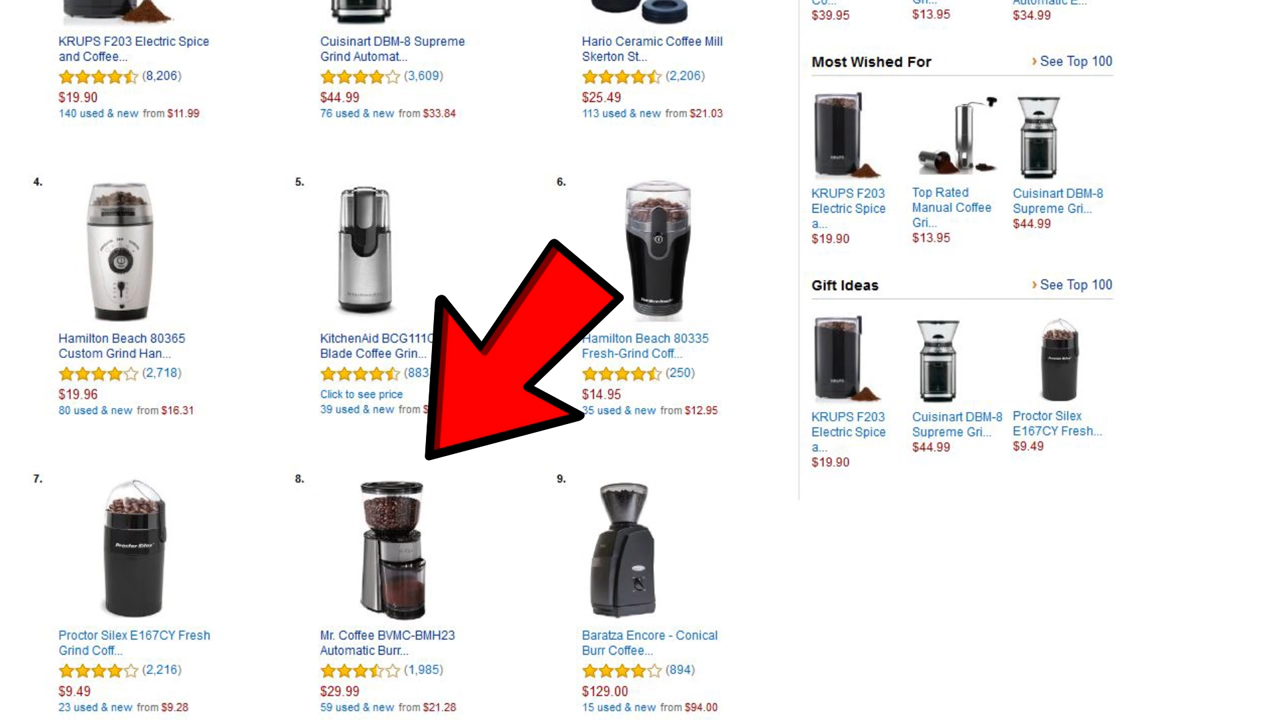 KRUPS F203 Electric Spice
and Coffee...
(8,206)
$19.90
140 used & new from $11.99
Cuisinart DBM-8 Supreme
Grind Automat...
(3,609)
$44.99
76 used & new from $33.84
Hario Ceramic Coffee Mill
Skerton St...
(2,206)
$25.49
113 used & new from $21.03
4.
Hamilton Beach 80365
Custom Grind Han...
(2,718)
$19.96
80 used & new from $16.31
5.
KitchenAid
Blade Coffee Grin...
(883
Click to see price
39 used & new from
6.
Hamilton Beach 80335
Fresh-Grind Coff...
(250)
$14.95
35 used & new from $12.95
7.
Proctor Silex
Proctor Silex E167CY Fresh
Grind Coff...
(2,216)
$9.49
23 used & new from $9.28
8.
Mr. Coffee BVMC-BMH23
Automatic Burr...
(1,985)
$29.99
59 used & new from $21.28
9.
Baratza Encore - Conical
Burr Coffee...
(894)
$129.00
15 used & new from $94.00
$39.95
$13.95
$34.99
Most Wished For
› See Top 100
KRUPS
KRUPS F203
Electric Spice
a...
$19.90
Top Rated
Manual Coffee
Gri...
$13.95
Cuisinart DBM-8
Supreme Gri...
$44.99
Gift Ideas
› See Top 100
KRUPS
Proctor Silex
KRUPS F203
Electric Spice
a...
$19.90
Cuisinart DBM-8
Supreme Gri...
$44.99
Proctor Silex
E167CY Fresh...
$9.49